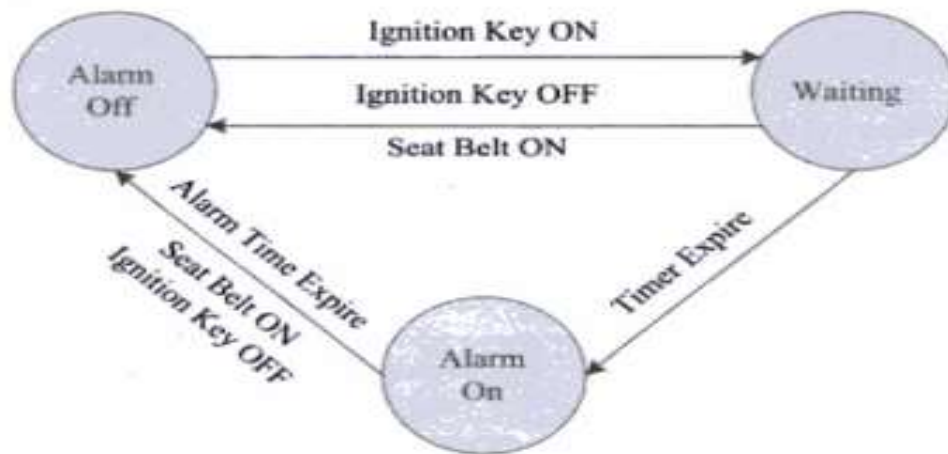 Ignition Key ON
Alarm
Off
Waiting
Ignition Key OFF
Seat Belt ON
Alarm Time Expire
Seat Belt ON
Ignition Key OFF
Timer Expire
Alarm
On